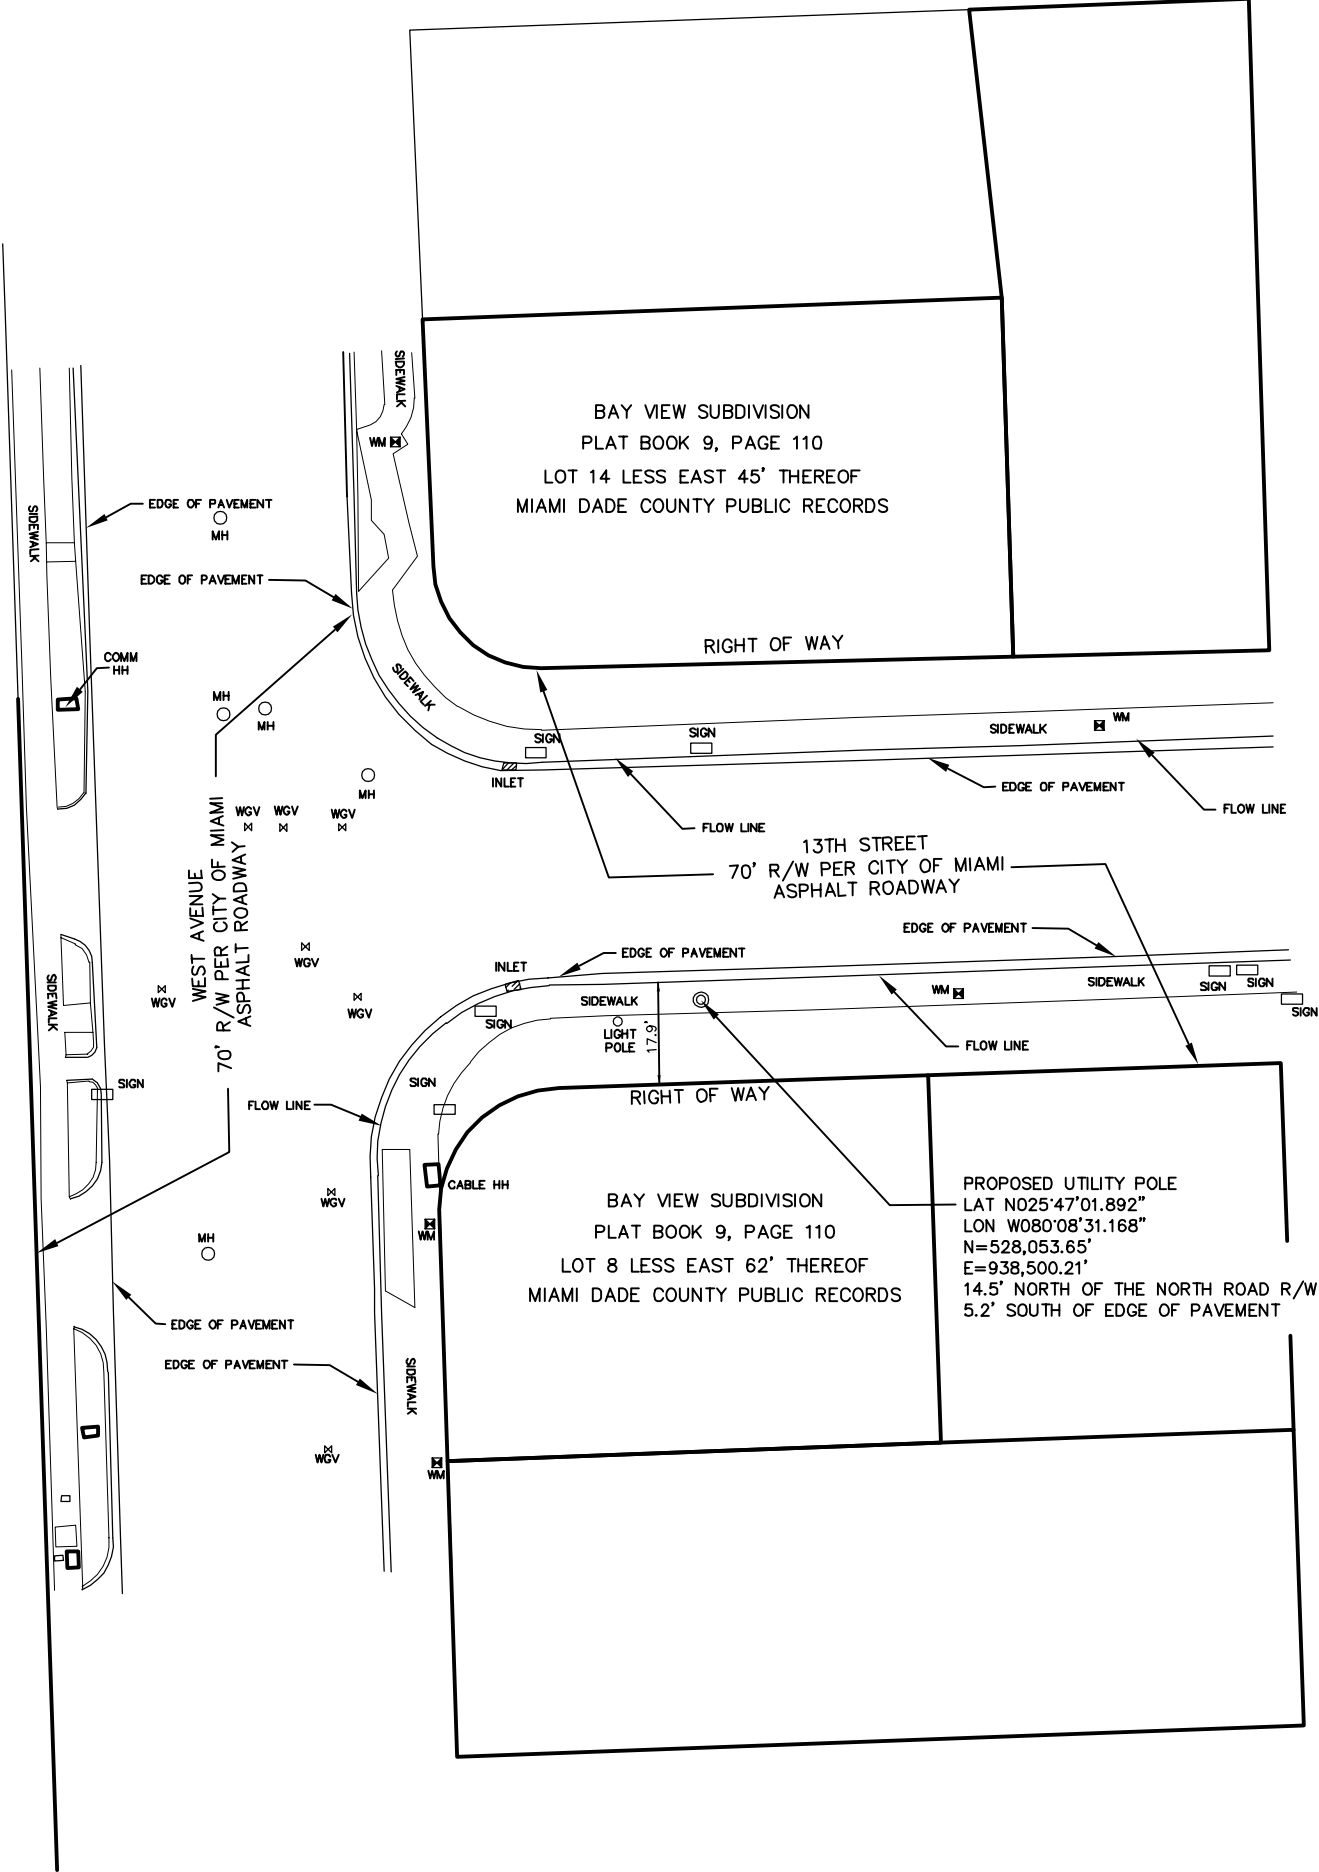 SIDEWALK
BAY VIEW SUBDIVISION
PLAT BOOK 9, PAGE 110
LOT 14 LESS EAST 45' THEREOF
MIAMI DADE COUNTY PUBLIC RECORDS
WM
EDGE OF PAVEMENT
MH
SIDEWALK
EDGE OF PAVEMENT
RIGHT OF WAY
COMM
HH
SIDEWALK
MH
MH
SIGN
SIGN
SIDEWALK
WM
INLET
EDGE OF PAVEMENT
MH
FLOW LINE
WGV
WGV
WGV
FLOW LINE
13TH STREET
70' R/W PER CITY OF MIAMI
ASPHALT ROADWAY
WEST AVENUE
70' R/W PER CITY OF MIAMI
ASPHALT ROADWAY
EDGE OF PAVEMENT
EDGE OF PAVEMENT
WGV
INLET
SIDEWALK
WGV
WGV
SIDEWALK
SIGN
LIGHT
POLE
17.9'
WM
SIDEWALK
SIGN
SIGN
SIGN
FLOW LINE
SIGN
SIGN
RIGHT OF WAY
FLOW LINE
CABLE HH
WGV
WM
MH
BAY VIEW SUBDIVISION
PLAT BOOK 9, PAGE 110
LOT 8 LESS EAST 62' THEREOF
MIAMI DADE COUNTY PUBLIC RECORDS
PROPOSED UTILITY POLE
LAT N025°47'01.892"
LON W080°08'31.168"
N=528,053.65'
E=938,500.21'
14.5' NORTH OF THE NORTH ROAD R/W
5.2' SOUTH OF EDGE OF PAVEMENT
EDGE OF PAVEMENT
EDGE OF PAVEMENT
SIDEWALK
WGV
WM